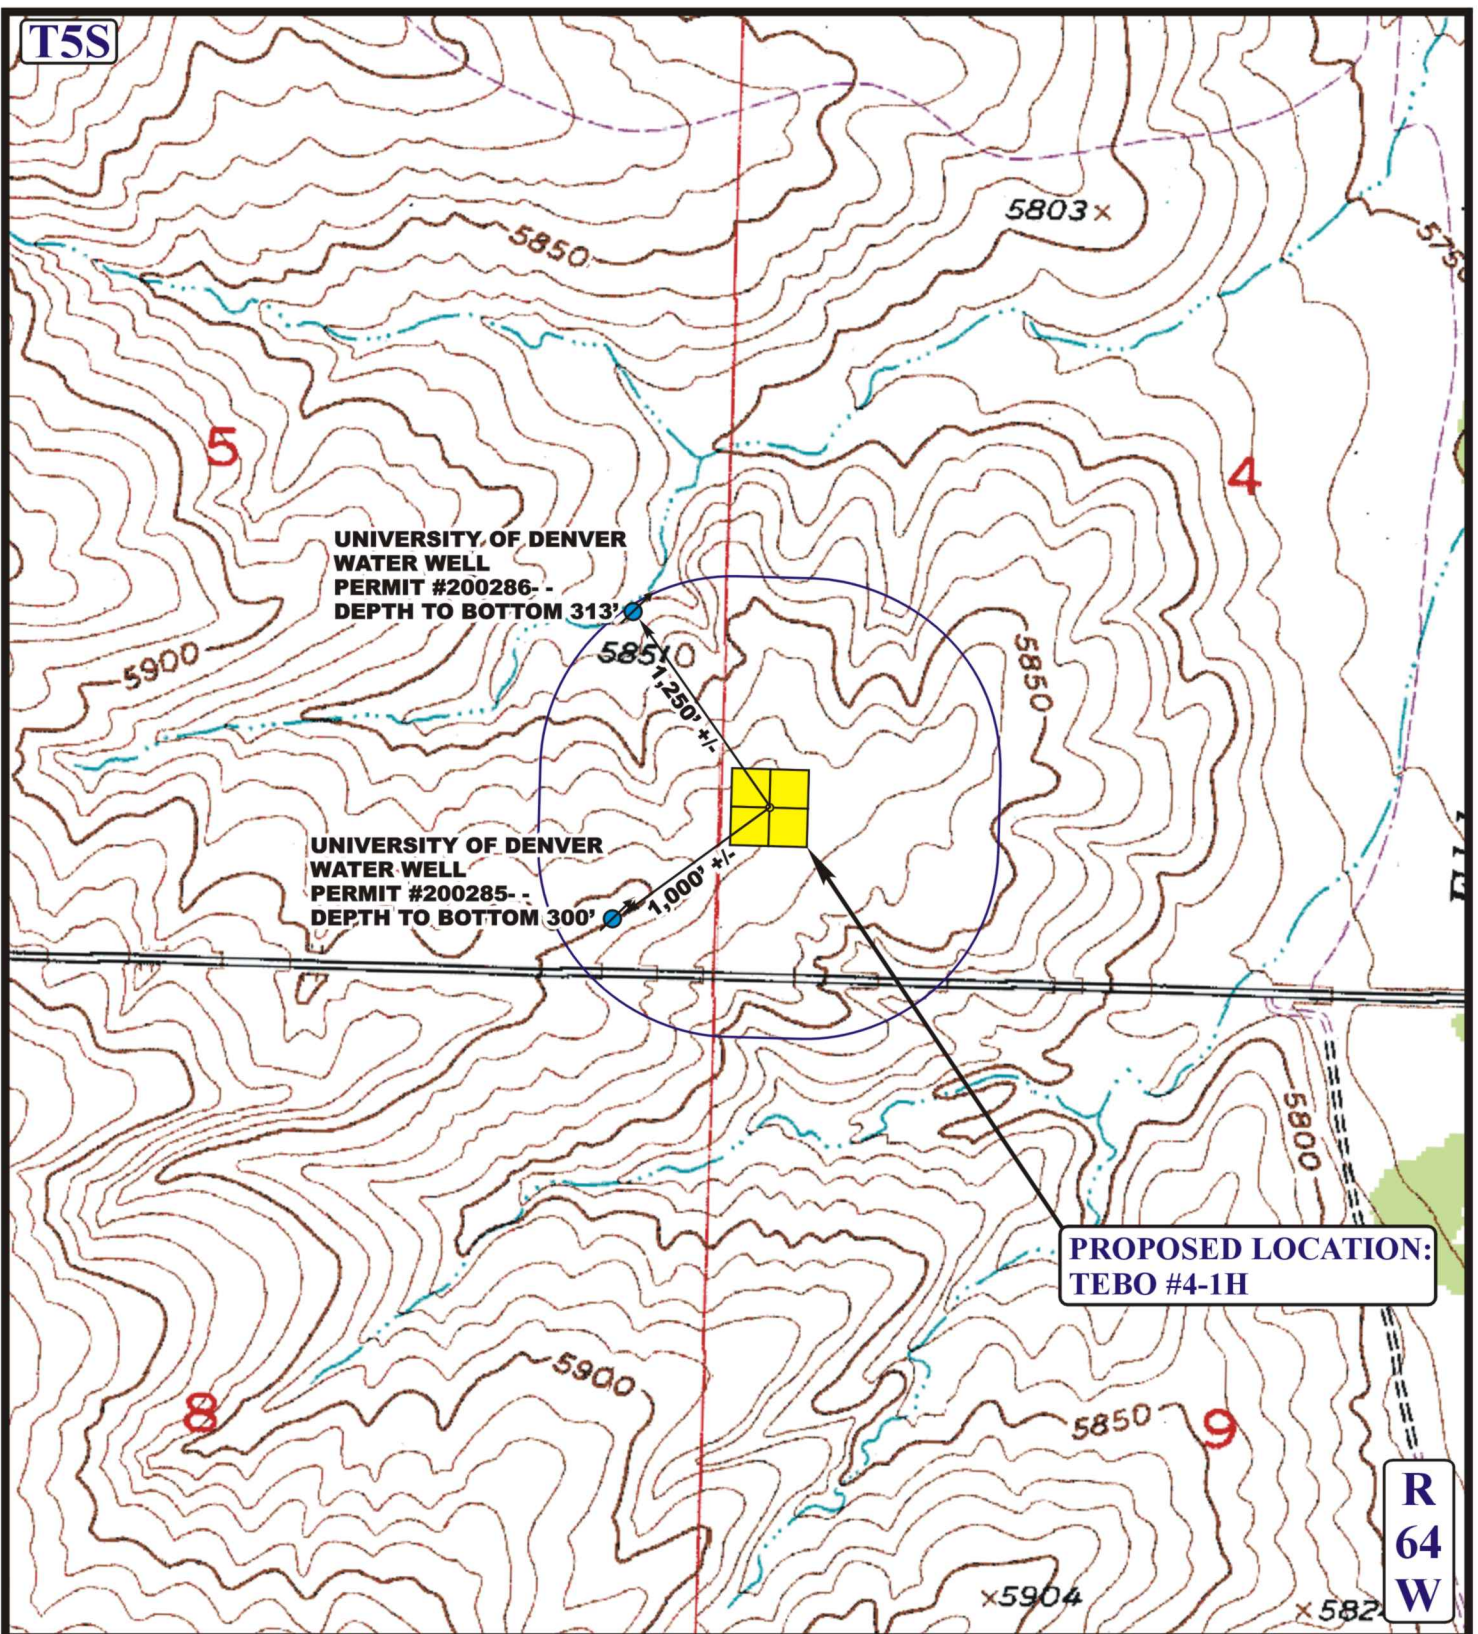 T5S
5803
5850
5
4
UNIVERSITY OF DENVER
WATER WELL
PERMIT #200286- -
DEPTH TO BOTTOM 313'
5900
1,250' +/-
5850
UNIVERSITY OF DENVER
WATER WELL
PERMIT #200285- -
DEPTH TO BOTTOM 300'
1,000' +/-
5800
PROPOSED LOCATION:
TEBO #4-1H
5900
8
5850
9
R
64
W
5904